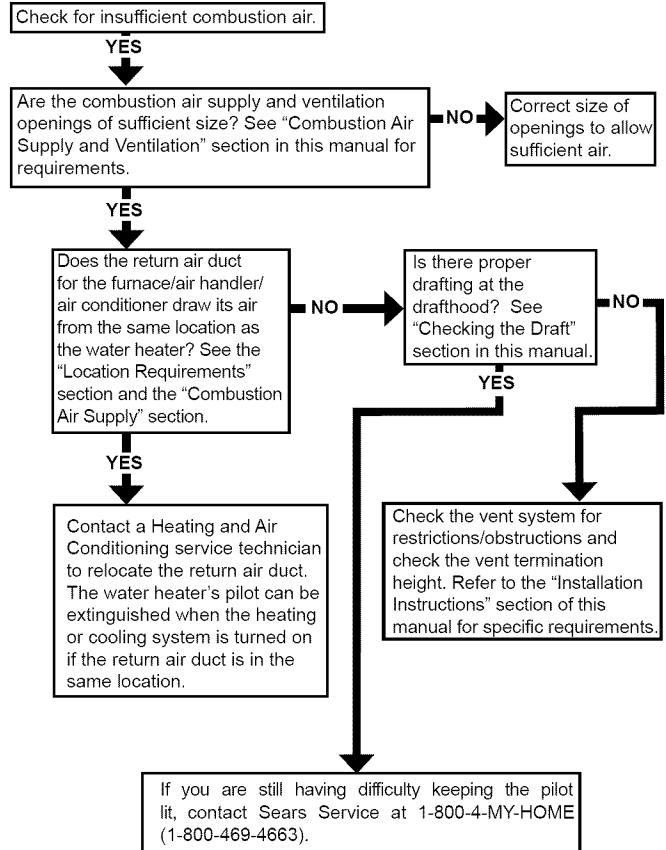 Check for insufficient combustion air.
YES
Are the combustion air supply and ventilation
openings of sufficient size? See “Combustion Air
Supply and Ventilation” section in this manual for
requirements.
NO
Correct size of
openings to allow
sufficient air.
YES
Does the return air duct
for the furnace/air handler/
air conditioner draw its air
from the same location as
the water heater? See the
“Location Requirements”
section and the “Combustion
Air Supply” section.
NO
Is there proper
drafting at the
drafthood? See
“Checking the Draft”
section in this manual.
NO
YES
YES
Contact a Heating and Air
Conditioning service technician
to relocate the return air duct.
The water heater’s pilot can be
extinguished when the heating
or cooling system is turned on
if the return air duct is in the
same location.
Check the vent system for
restrictions/obstructions and
check the vent termination
height. Refer to the “Installation
Instructions” section of this
manual for specific requirements.
If you are still having difficulty keeping the pilot
lit, contact Sears Service at 1-800-4-MY-HOME
(1-800-469-4663).